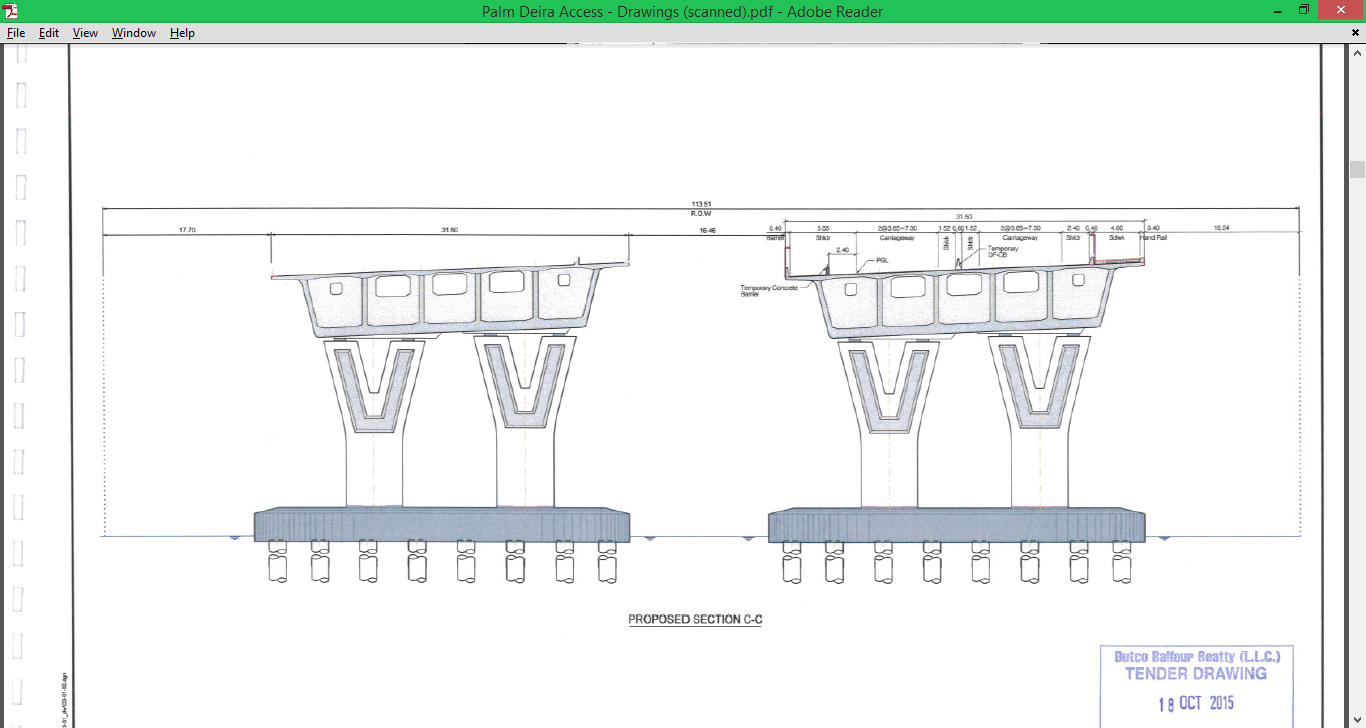 Palm Deira Access - Drawings (scanned).pdf - Adobe Reader
File Edit View Window Help
113.51
R.O.W
31.50
17.70 31.50 16.46 0.40 5.65 2@3.65=7.30 1.52 0.60 1.52 2@3.65=7.30 2.40 0.40 4.00 0.40 16.24
Barrier Shldr Carriageway Shldr Shldr Carriageway Shldr Sdwk Hand Rail
2.40
PGL
Temporary
DF-CB
Temporary Concrete
Barrier
PROPOSED SECTION C-C
Dutco Balfour Beatty (L.L.C.)
TENDER DRAWING
18 OCT 2015